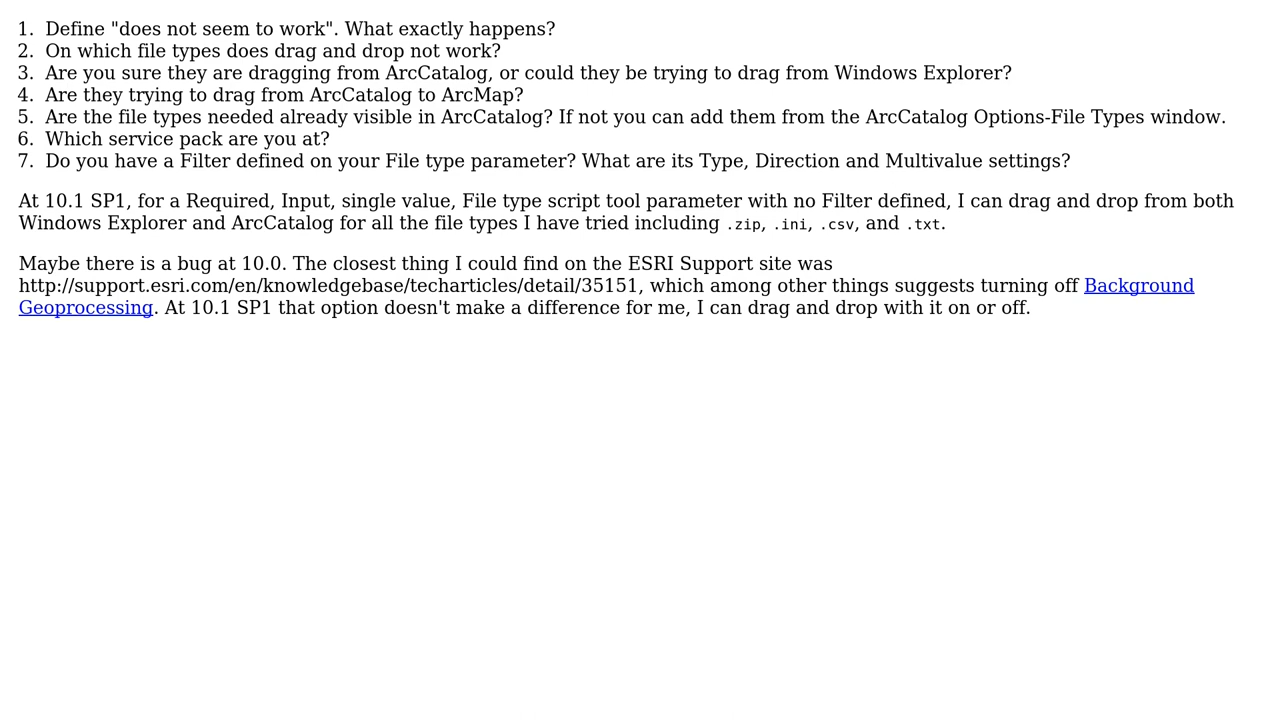 1. Define "does not seem to work". What exactly happens?
2. On which file types does drag and drop not work?
3. Are you sure they are dragging from ArcCatalog, or could they be trying to drag from Windows Explorer?
4. Are they trying to drag from ArcCatalog to ArcMap?
5. Are the file types needed already visible in ArcCatalog? If not you can add them from the ArcCatalog Options-File Types window.
6. Which service pack are you at?
7. Do you have a Filter defined on your File type parameter? What are its Type, Direction and Multivalue settings?
At 10.1 SP1, for a Required, Input, single value, File type script tool parameter with no Filter defined, I can drag and drop from both
Windows Explorer and ArcCatalog for all the file types I have tried including .zip, .ini, .csv, and .txt.
Maybe there is a bug at 10.0. The closest thing I could find on the ESRI Support site was
http://support.esri.com/en/knowledgebase/techarticles/detail/35151, which among other things suggests turning off Background
Geoprocessing. At 10.1 SP1 that option doesn't make a difference for me, I can drag and drop with it on or off.